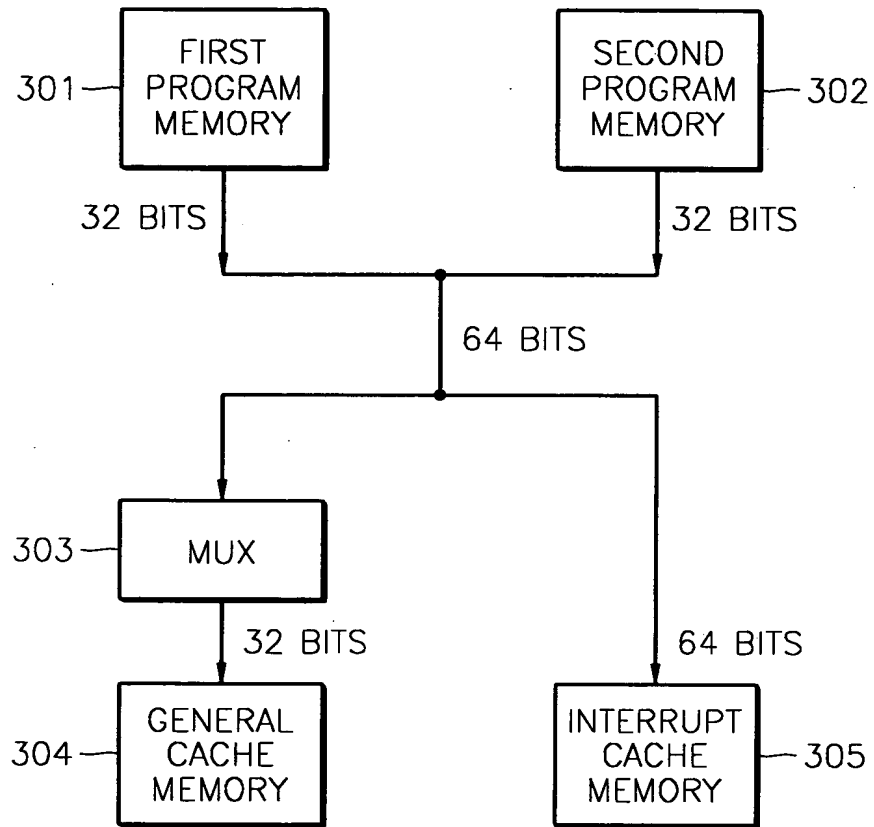 FIRST
PROGRAM
MEMORY
301
SECOND
PROGRAM
MEMORY
302
32 BITS
32 BITS
64 BITS
MUX
303
32 BITS
64 BITS
GENERAL
CACHE
MEMORY
304
INTERRUPT
CACHE
MEMORY
305